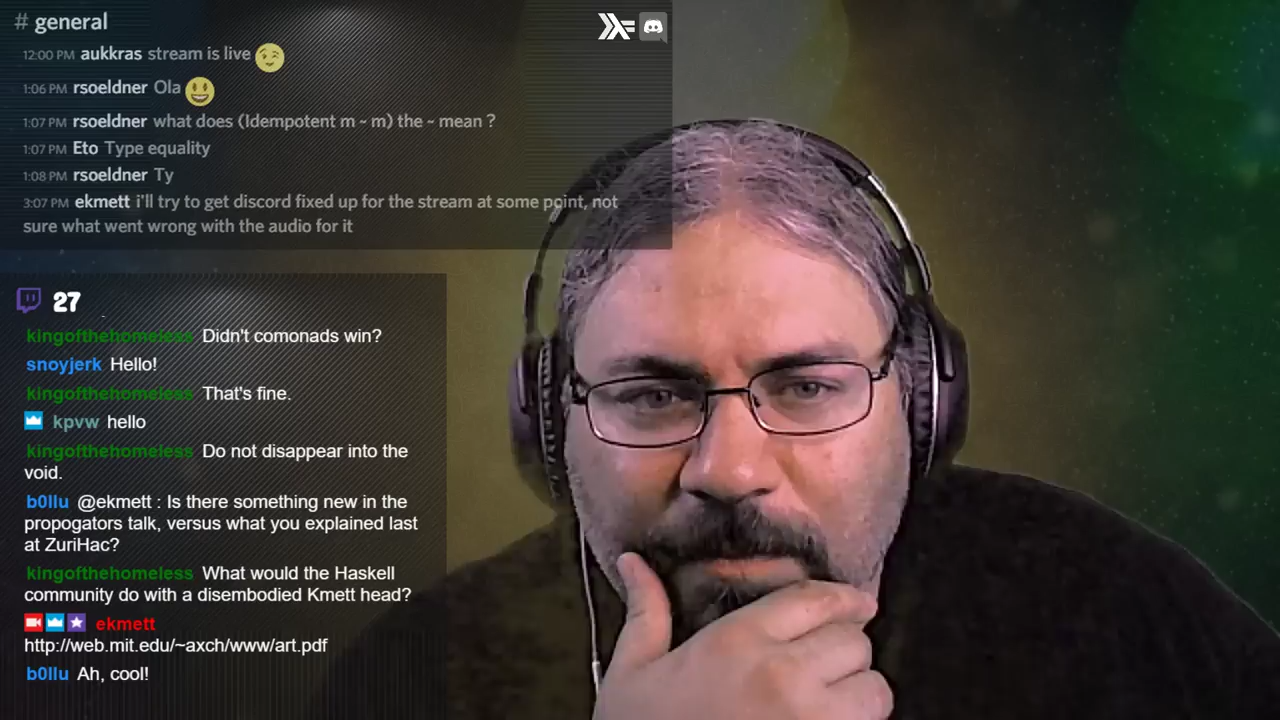 # general
12:00 PM aukkras stream is live
1:06 PM rsoeldner Ola
1:07 PM rsoeldner what does (Idempotent m ~ m) the ~ mean ?
1:07 PM Eto Type equality
1:08 PM rsoeldner Ty
3:07 PM ekmett i'll try to get discord fixed up for the stream at some point, not
sure what went wrong with the audio for it
27
kingofthehomeless Didn't comonads win?
snoyjerk Hello!
kingofthehomeless That's fine.
kpvw hello
kingofthehomeless Do not disappear into the
void.
b0llu @ekmett : Is there something new in the
propogators talk, versus what you explained last
at ZuriHac?
kingofthehomeless What would the Haskell
community do with a disembodied Kmett head?
ekmett
http://web.mit.edu/~axch/www/art.pdf
b0llu Ah, cool!